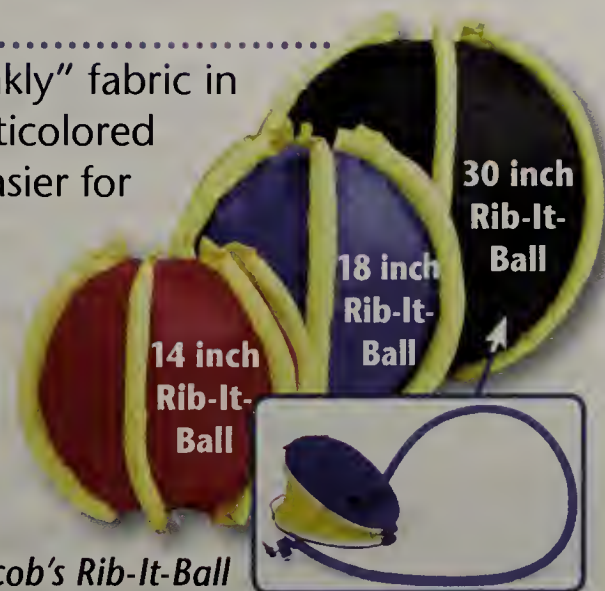 kly” fabric in
ticolored
asier for
30 inch
Rib-It-
Ball
18 inch
Rib-It-
Ball
14 inch
Rib-It-
Ball
cob's Rib-It-Ball